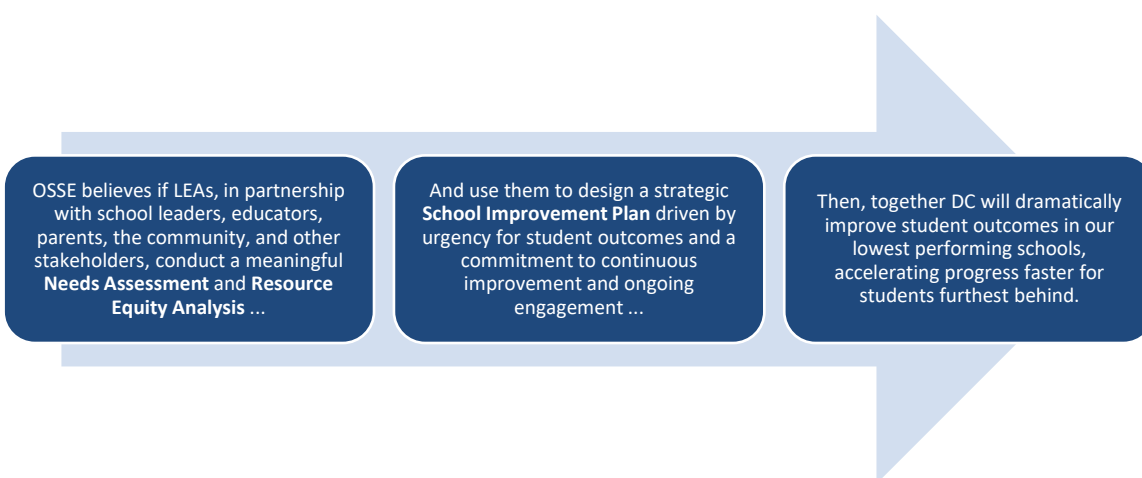 OSSE believes if LEAs, in partnership
with school leaders, educators,
parents, the community, and other
stakeholders, conduct a meaningful
Needs Assessment and Resource
Equity Analysis ...
And use them to design a strategic
School Improvement Plan driven by
urgency for student outcomes and a
commitment to continuous
improvement and ongoing
engagement ...
Then, together DC will dramatically
improve student outcomes in our
lowest performing schools,
accelerating progress faster for
students furthest behind.